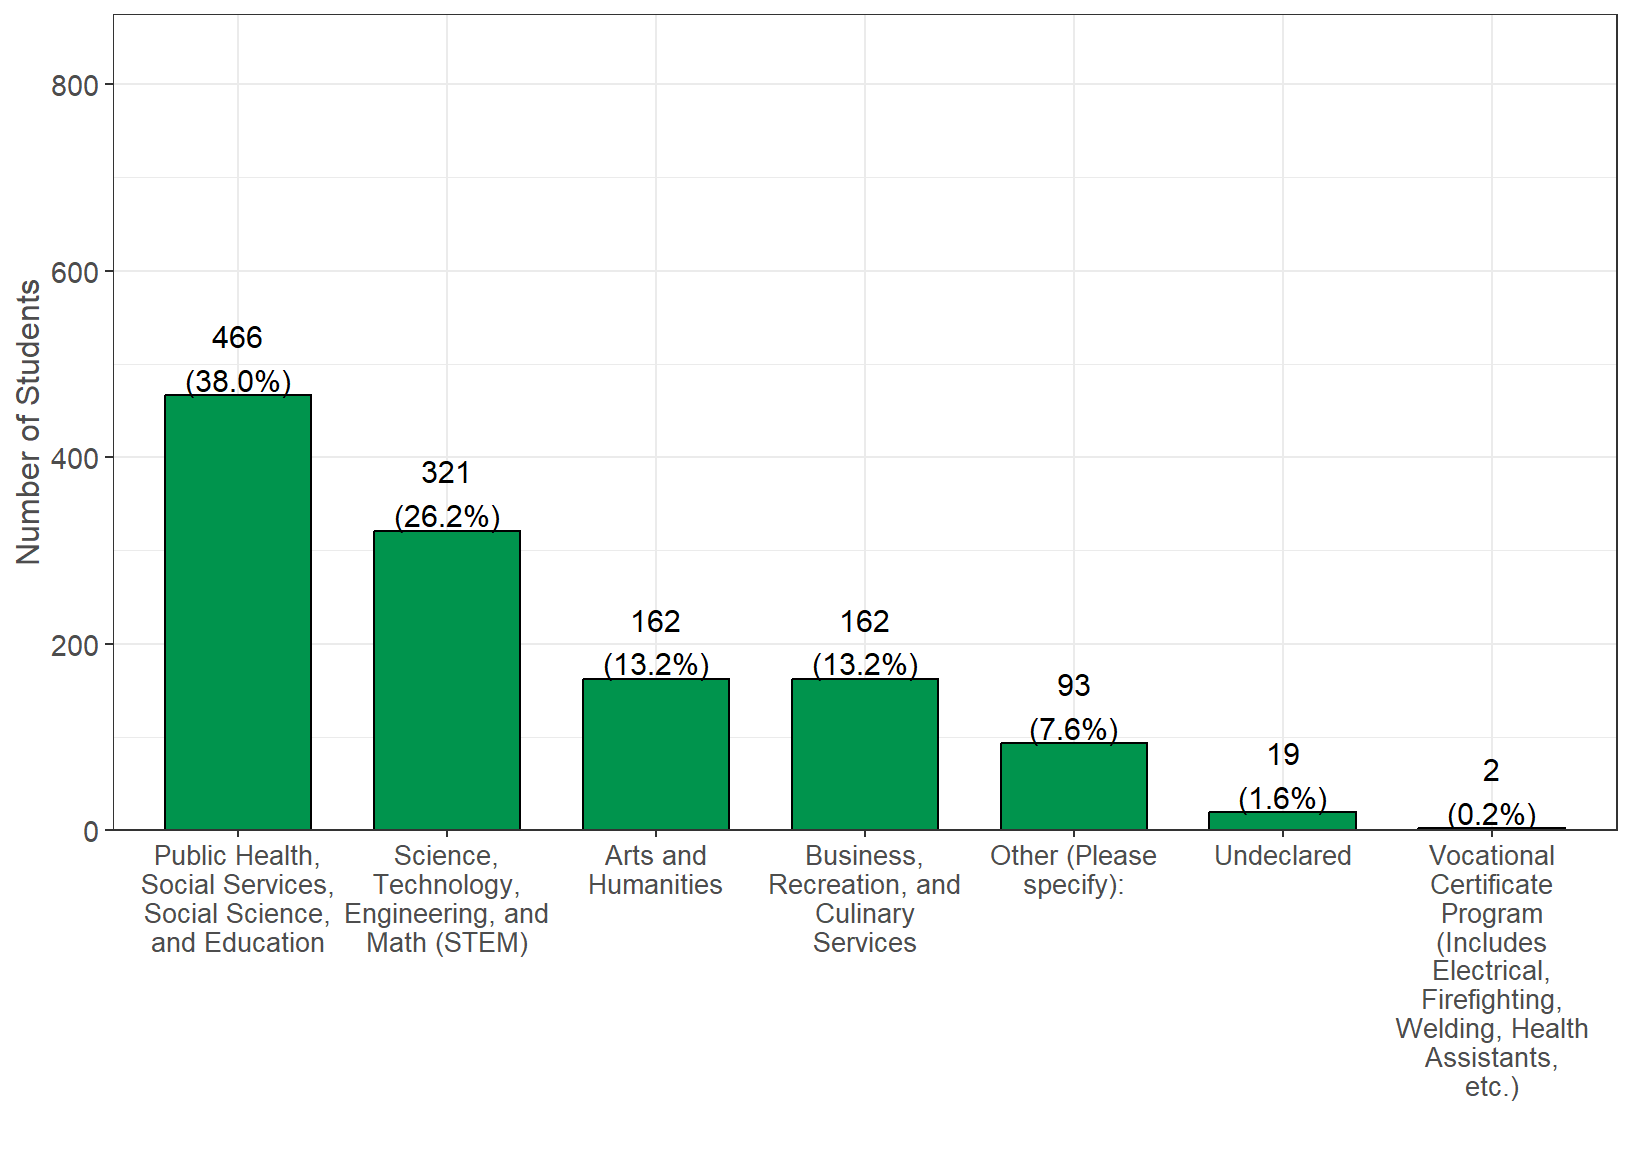 Number of Students
800
600
400
200
0
466
(38.0%)
321
(26.2%)
162
(13.2%)
162
(13.2%)
93
(7.6%)
19
(1.6%)
2
(0.2%)
Public Health,
Social Services,
Social Science,
and Education
Science,
Technology,
Engineering, and
Math (STEM)
Arts and
Humanities
Business,
Recreation, and
Culinary
Services
Other (Please
specify):
Undeclared
Vocational
Certificate
Program
(Includes
Electrical,
Firefighting,
Welding, Health
Assistants,
etc.)